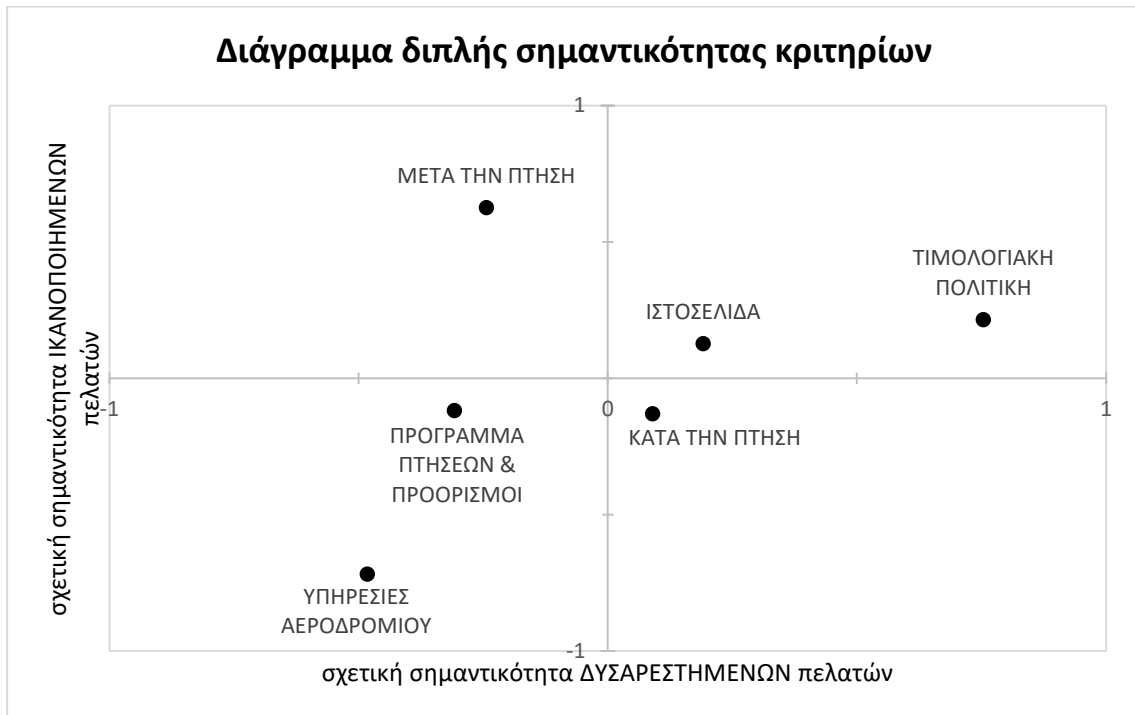 Διάγραμμα διπλής σημαντικότητας κριτηρίων
1
ΜΕΤΑ ΤΗΝ ΠΤΗΣΗ
ΤΙΜΟΛΟΓΙΑΚΗ
ΠΟΛΙΤΙΚΗ
ΙΣΤΟΣΕΛΙΔΑ
σχετική σημαντικότητα ΙΚΑΝΟΠΟΙΗΜΕΝΩΝ
πελατών
-1
0
1
ΠΡΟΓΡΑΜΜΑ
ΠΤΗΣΕΩΝ &
ΠΡΟΟΡΙΣΜΟΙ
ΚΑΤΑ ΤΗΝ ΠΤΗΣΗ
ΥΠΗΡΕΣΙΕΣ
ΑΕΡΟΔΡΟΜΙΟΥ
-1
σχετική σημαντικότητα ΔΥΣΑΡΕΣΤΗΜΕΝΩΝ πελατών